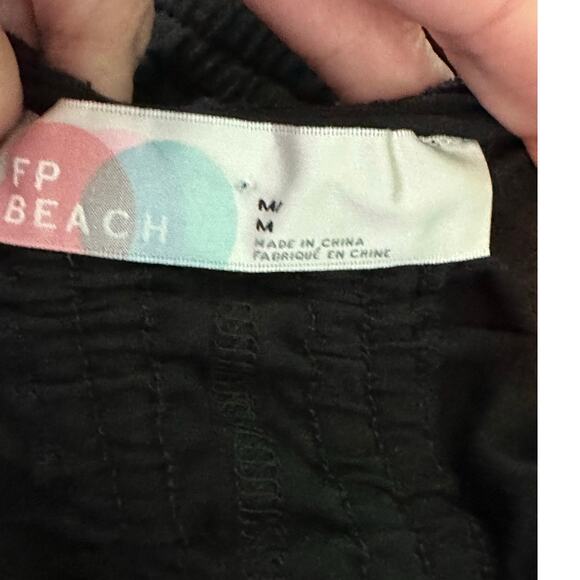 FP
BEACH
M/
M
MADE IN CHINA
FABRIQUÉ EN CHINE